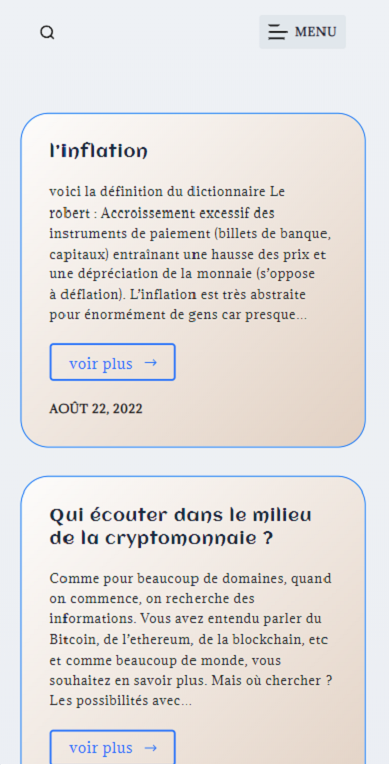 MENU
l'inflation
voici la définition du dictionnaire Le
robert : Accroissement excessif des
instruments de paiement (billets de banque,
capitaux) entraînant une hausse des prix et
une dépréciation de la monnaie (s'oppose
à déflation). L'inflation est très abstraite
pour énormément de gens car presque...
voir plus →
AOÛT 22, 2022
Qui écouter dans le milieu
de la cryptomonnaie ?
Comme pour beaucoup de domaines, quand
on commence, on recherche des
informations. Vous avez entendu parler du
Bitcoin, de l'ethereum, de la blockchain, etc
et comme beaucoup de monde, vous
souhaitez en savoir plus. Mais où chercher ?
Les possibilités avec...
voir plus →